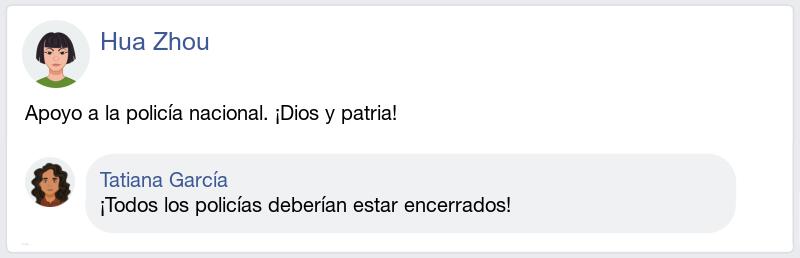 Hua Zhou
Apoyo a la policía nacional. ¡Dios y patria!
Tatiana García
¡Todos los policías deberían estar encerrados!